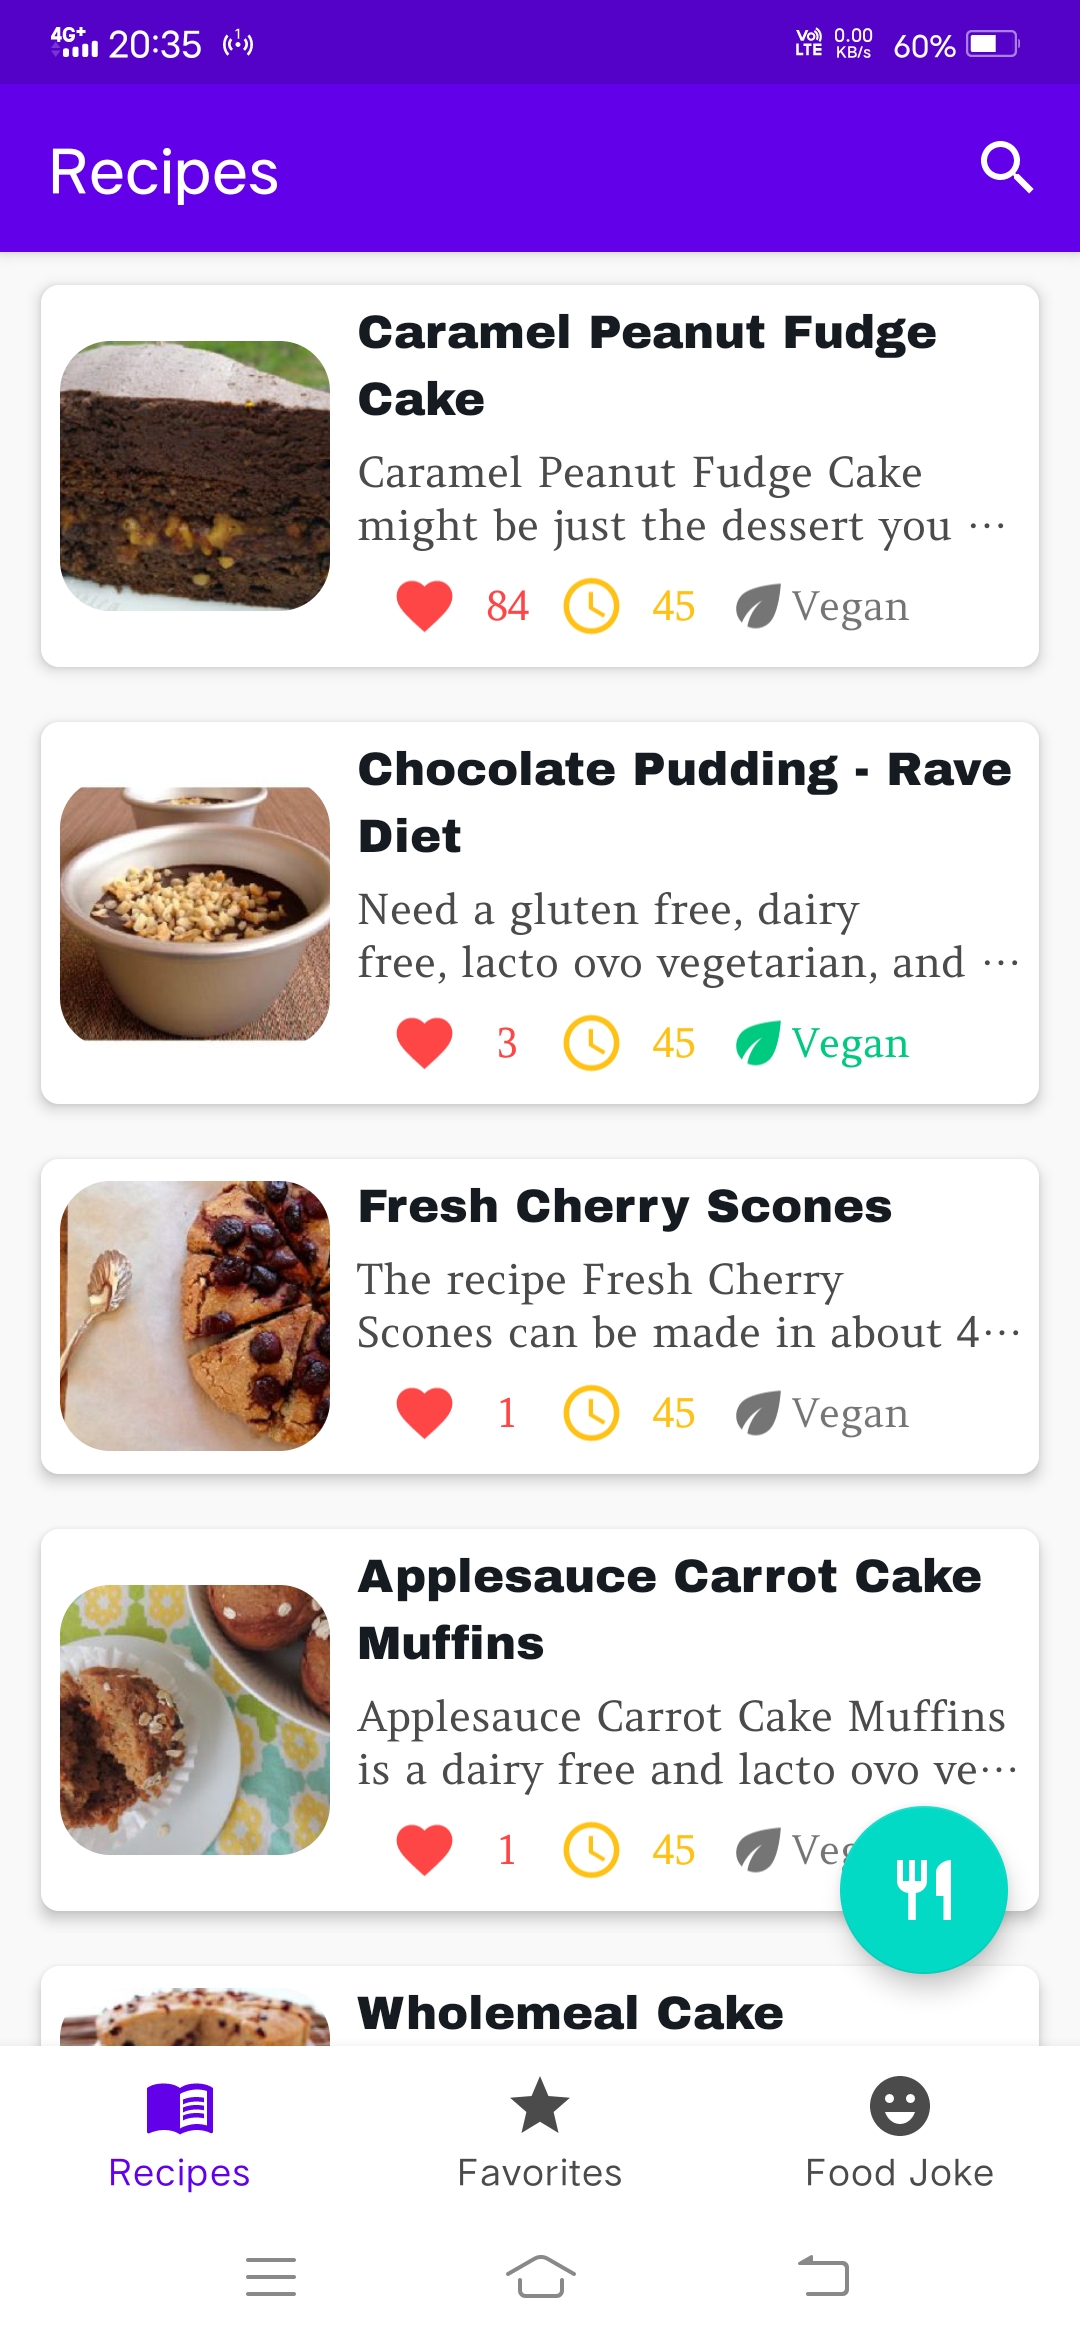 4G+ 20:35 1 Vo) LTE 0.00 KB/s 60%
Recipes
Caramel Peanut Fudge
Cake
Caramel Peanut Fudge Cake
might be just the dessert you ...
84 45 Vegan
Chocolate Pudding - Rave
Diet
Need a gluten free, dairy
free, lacto ovo vegetarian, and ...
3 45 Vegan
Fresh Cherry Scones
The recipe Fresh Cherry
Scones can be made in about 4...
1 45 Vegan
Applesauce Carrot Cake
Muffins
Applesauce Carrot Cake Muffins
is a dairy free and lacto ovo ve...
1 45
Wholemeal Cake
Recipes Favorites Food Joke